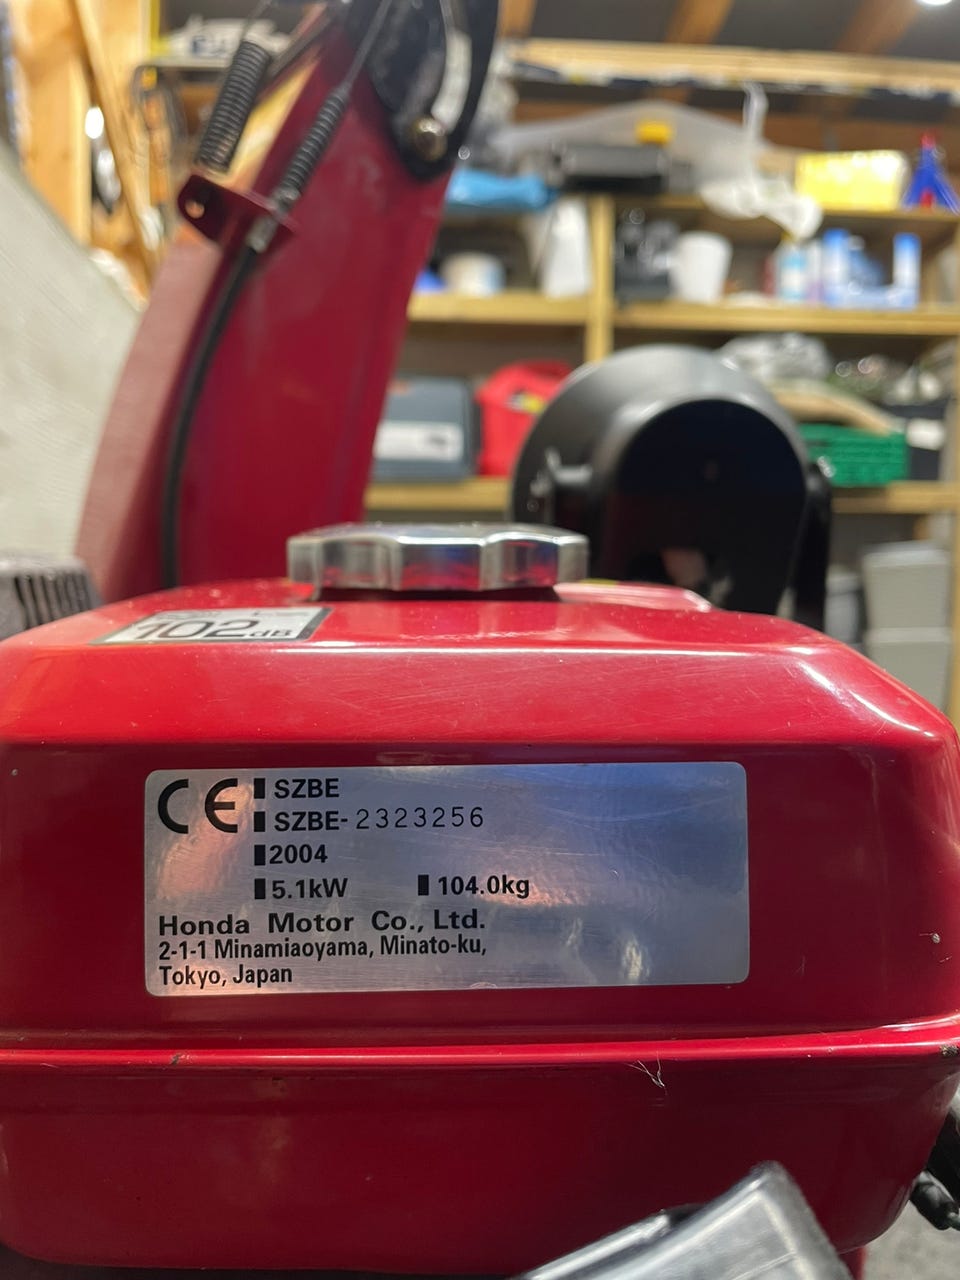 102dB
CE SZBE
SZBE-2323256
2004
5.1kW 104.0kg
Honda Motor Co., Ltd.
2-1-1 Minamiaoyama, Minato-ku,
Tokyo, Japan